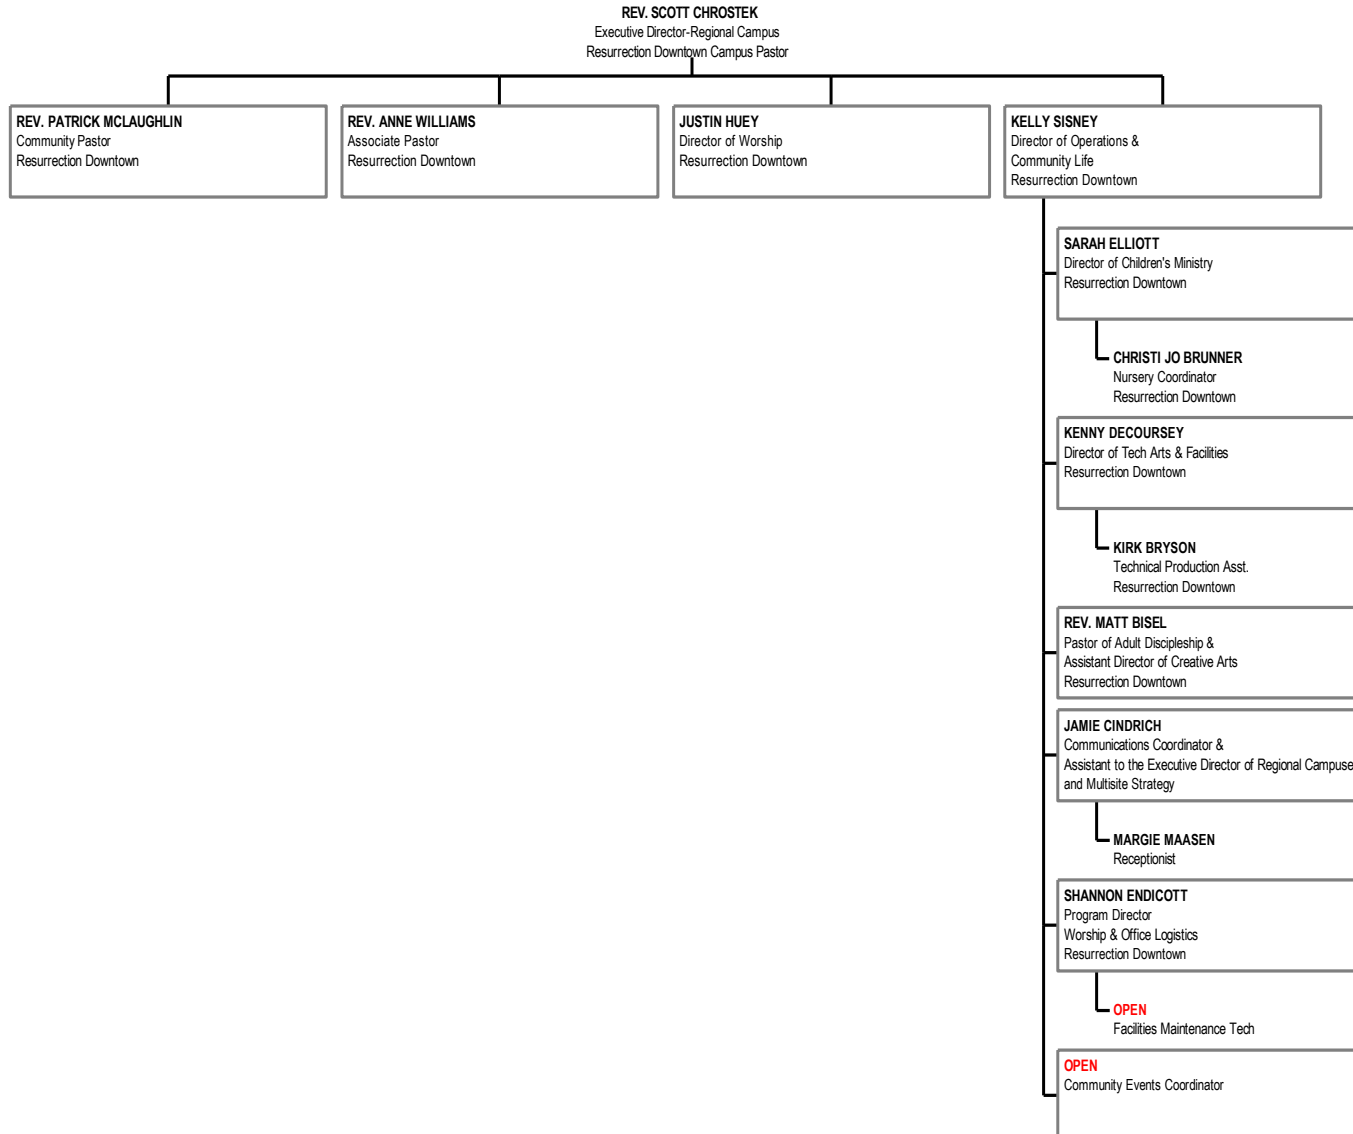 REV. SCOTT CHROSTEK
Executive Director-Regional Campus
Resurrection Downtown Campus Pastor
REV. PATRICK MCLAUGHLIN
Community Pastor
Resurrection Downtown
REV. ANNE WILLIAMS
Associate Pastor
Resurrection Downtown
JUSTIN HUEY
Director of Worship
Resurrection Downtown
KELLY SISNEY
Director of Operations &
Community Life
Resurrection Downtown
SARAH ELLIOTT
Director of Children's Ministry
Resurrection Downtown
CHRISTI JO BRUNNER
Nursery Coordinator
Resurrection Downtown
KENNY DECOURSEY
Director of Tech Arts & Facilities
Resurrection Downtown
KIRK BRYSON
Technical Production Asst.
Resurrection Downtown
REV. MATT BISEL
Pastor of Adult Discipleship &
Assistant Director of Creative Arts
Resurrection Downtown
JAMIE CINDRICH
Communications Coordinator &
Assistant to the Executive Director of Regional Campuse
and Multisite Strategy
MARGIE MAASEN
Receptionist
SHANNON ENDICOTT
Program Director
Worship & Office Logistics
Resurrection Downtown
OPEN
Facilities Maintenance Tech
OPEN
Community Events Coordinator